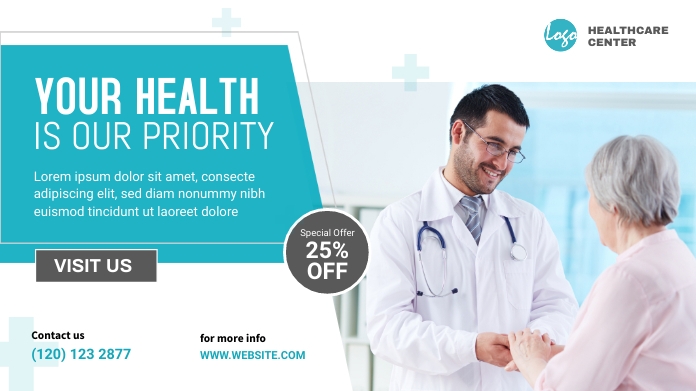 Logo
HEALTHCARE
CENTER
YOUR HEALTH
IS OUR PRIORITY
Lorem ipsum dolor sit amet, consecte
adipiscing elit, sed diam nonummy nibh
euismod tincidunt ut laoreet dolore
Special Offer
25%
OFF
VISIT US
Contact us
(120) 123 2877
for more info
WWW.WEBSITE.COM